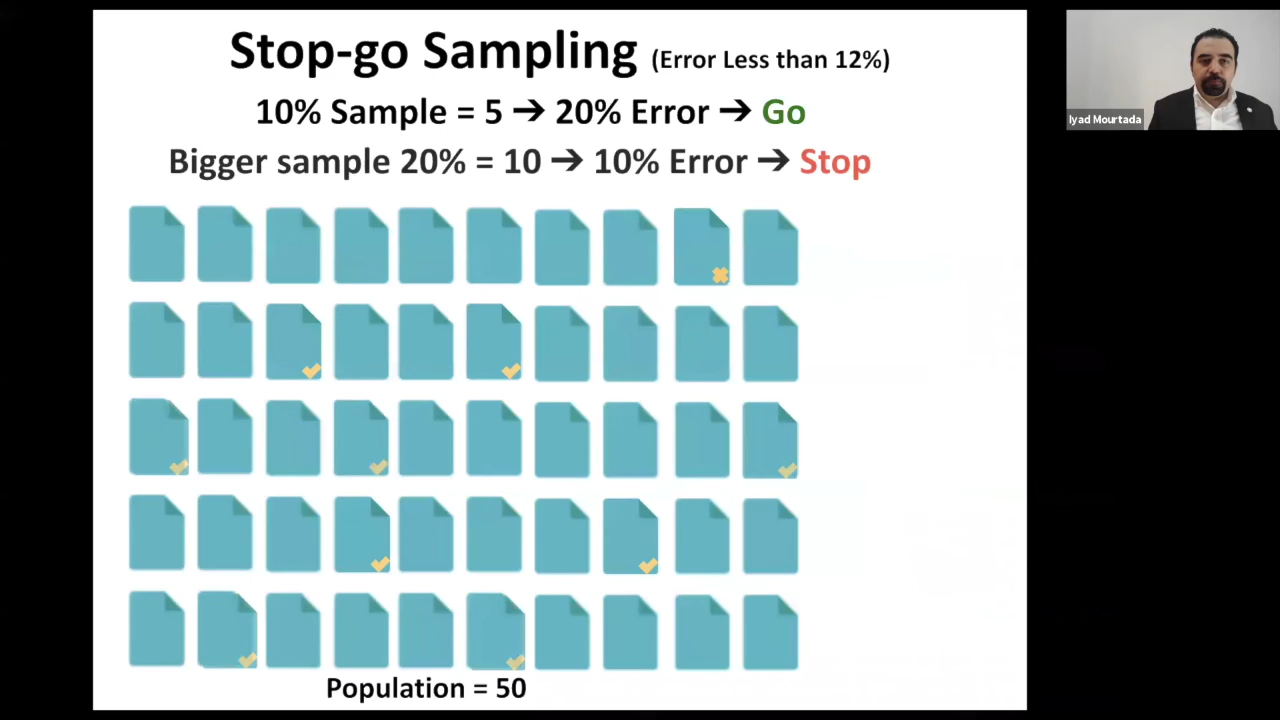 Stop-go Sampling (Error Less than 12%)
10% Sample = 5 → 20% Error → Go
Bigger sample 20% = 10 → 10% Error → Stop
Population = 50
Iyad Mourtada